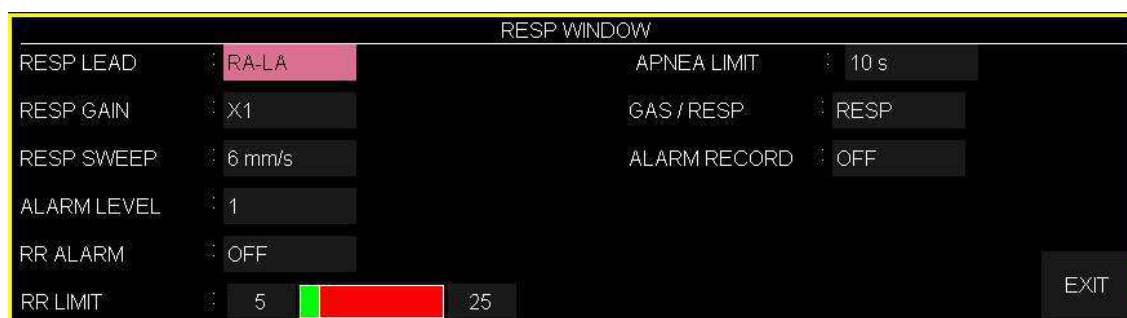 RESP WINDOW
RESP LEAD : RA-LA APNEA LIMIT : 10 s
RESP GAIN : X1 GAS / RESP : RESP
RESP SWEEP : 6 mm/s ALARM RECORD : OFF
ALARM LEVEL : 1
RR ALARM : OFF
RR LIMIT : 5 25
EXIT